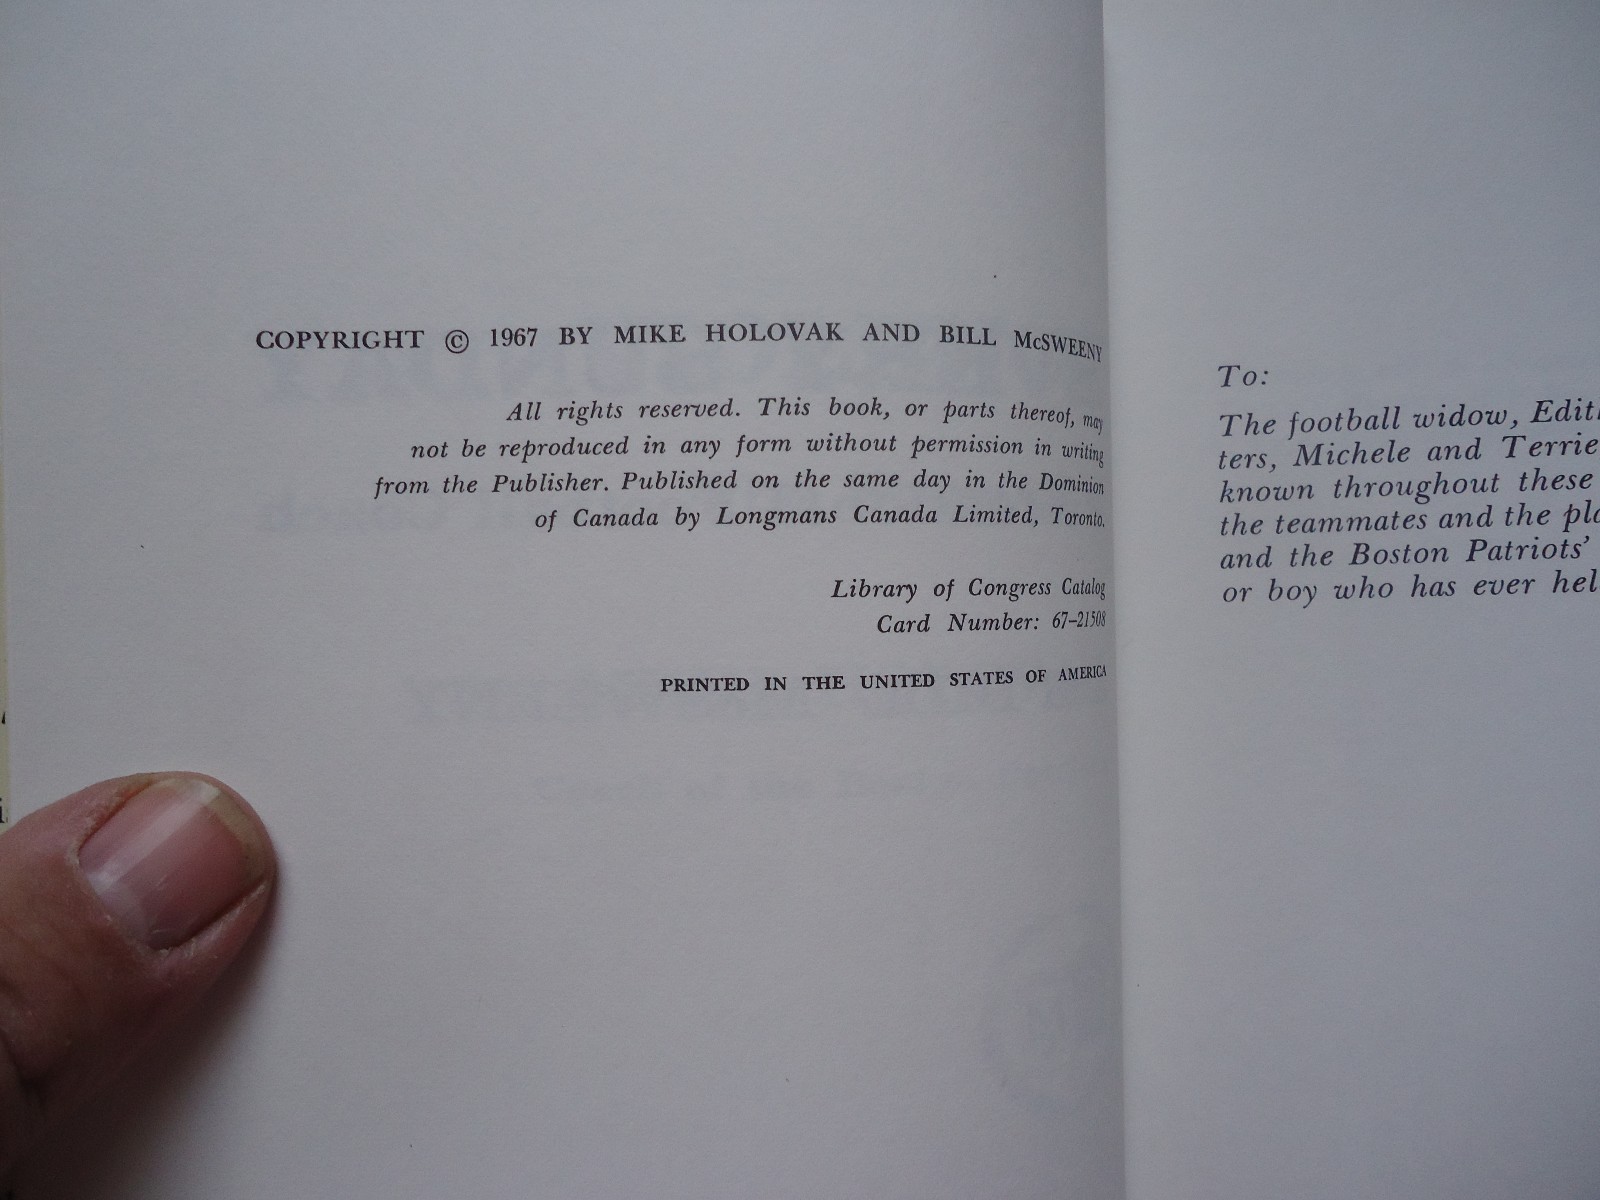 COPYRIGHT © 1967 BY MIKE HOLOVAK AND BILL McSWEENY
All rights reserved. This book, or parts thereof, may
not be reproduced in any form without permission in writing
from the Publisher. Published on the same day in the Dominion
of Canada by Longmans Canada Limited, Toronto.
Library of Congress Catalog
Card Number: 67-21508
PRINTED IN THE UNITED STATES OF AMERICA
To:
The football widow,
ters, Michele and Terrie
known throughout these
the teammates and the
and the Boston Patriots'
or boy who has ever